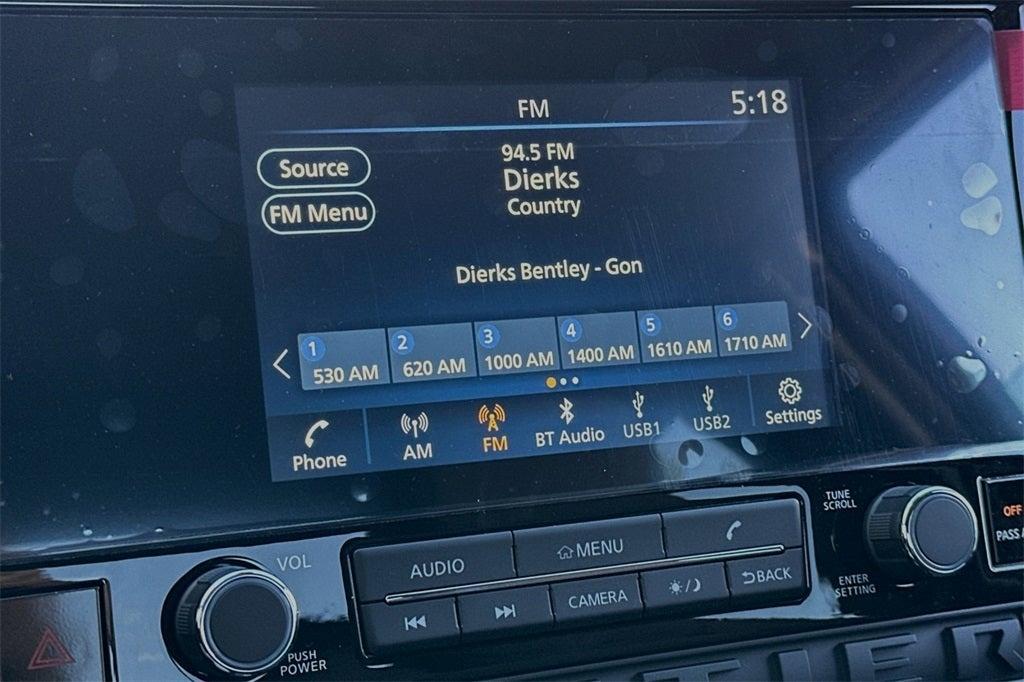 FM
5:18
Source
94.5 FM
Dierks
FM Menu
Country
Dierks Bentley - Gon
1 530 AM
2 620 AM
3 1000 AM
4 1400 AM
5 1610 AM
6 1710 AM
Phone
AM
FM
BT Audio
USB1
USB2
Settings
VOL
PUSH
POWER
AUDIO
MENU
CAMERA
BACK
TUNE
SCROLL
ENTER
SETTING
OFF
PASS
TIER